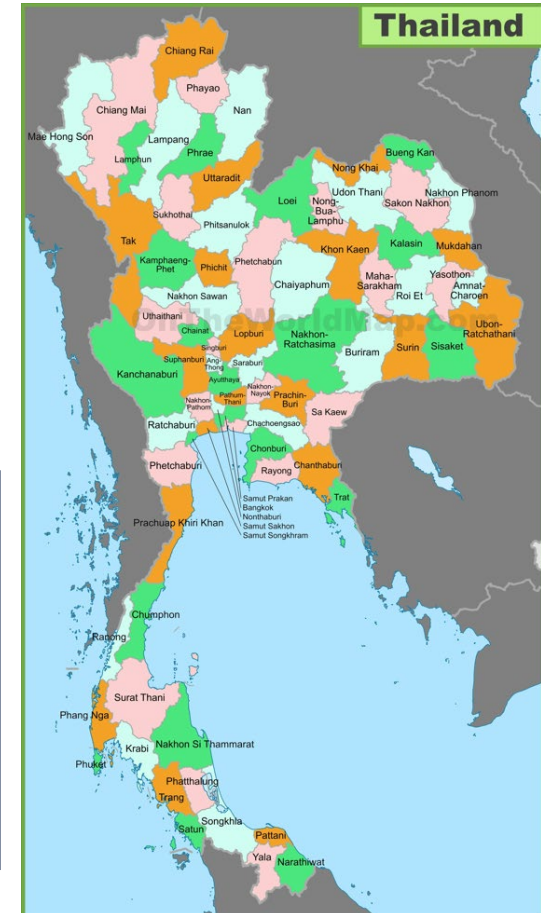 Thailand
Chiang Rai
Phayao
Chiang Mai
Nan
Mae Hong Son
Lampang
Lamphun
Phrae
Bueng Kan
Nong Khai
Uttaradit
Loei
Udon Thani
Nakhon Phanom
Nong-
Bua-
Lamphu
Sakon Nakhon
Sukhothai
Phitsanulok
Tak
Khon Kaen
Kalasin
Mukdahan
Kamphaeng-
Phet
Phichit
Phetchabun
Chaiyaphum
Maha-
Sarakham
Yasothon
Roi Et
Amnat-
Charoen
Nakhon Sawan
Uthaithani
Chainat
OnTheWorldMap.com
Lopburi
Nakhon-
Ratchasima
Ubon-
Ratchathani
Singburi
Suphanburi
Ang-
Thong
Saraburi
Buriram
Surin
Sisaket
Kanchanaburi
Ayutthaya
Nakhon-
Nayok
Prachin-
Buri
Pathum-
Thani
Nakhon-
Pathom
Sa Kaew
Ratchaburi
Chachoengsao
Chonburi
Phetchaburi
Rayong
Chanthaburi
Trat
Samut Prakan
Bangkok
Nonthaburi
Samut Sakhon
Samut Songkhram
Prachuap Khiri Khan
Chumphon
Ranong
Surat Thani
Phang Nga
Krabi
Nakhon Si Thammarat
Phuket
Phatthalung
Trang
Songkhla
Satun
Pattani
Yala
Narathiwat